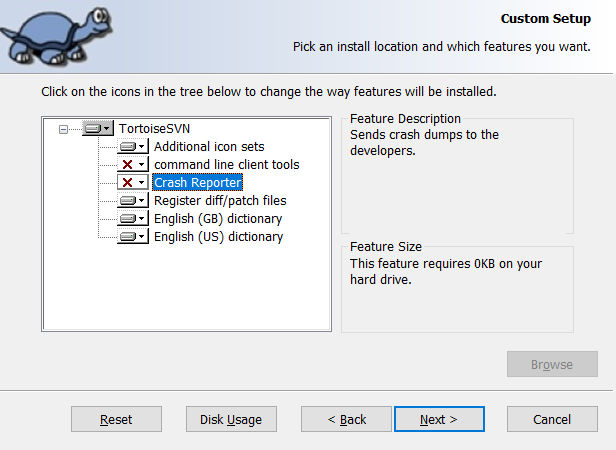 Custom Setup
Pick an install location and which features you want.
Click on the icons in the tree below to change the way features will be installed.
TortoiseSVN
Additional icon sets
command line client tools
Crash Reporter
Register diff/patch files
English (GB) dictionary
English (US) dictionary
Feature Description
Sends crash dumps to the
developers.
Feature Size
This feature requires 0KB on your
hard drive.
Browse
Reset
Disk Usage
< Back
Next >
Cancel